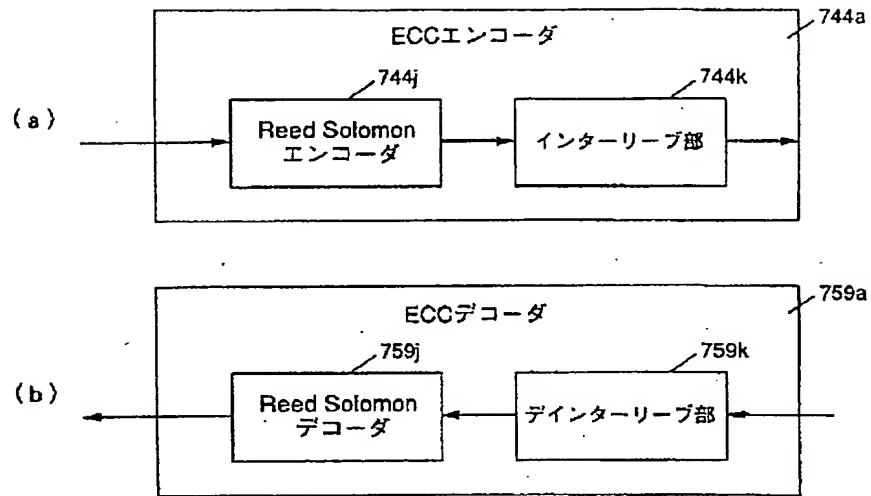 (a)
ECCエンコーダ
744a
744j
744k
Reed Solomon
エンコーダ
インターリーブ部
(b)
ECCデコーダ
759a
759j
759k
Reed Solomon
デコーダ
デインターリーブ部